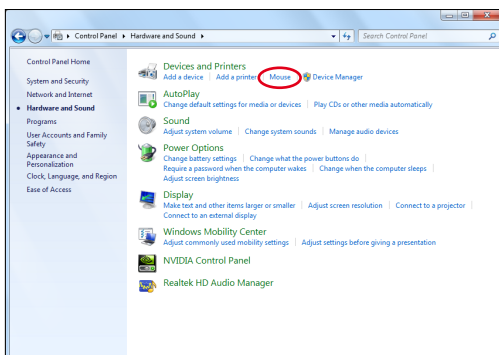 Control Panel ▸ Hardware and Sound ▸
Search Control Panel
Control Panel Home
System and Security
Network and Internet
Hardware and Sound
Programs
User Accounts and Family
Safety
Appearance and
Personalization
Clock, Language, and Region
Ease of Access
Devices and Printers
Add a device | Add a printer | Mouse | Device Manager
AutoPlay
Change default settings for media or devices | Play CDs or other media automatically
Sound
Adjust system volume | Change system sounds | Manage audio devices
Power Options
Change battery settings | Change what the power buttons do |
Require a password when the computer wakes | Change when the computer sleeps |
Adjust screen brightness
Display
Make text and other items larger or smaller | Adjust screen resolution | Connect to a projector |
Connect to an external display
Windows Mobility Center
Adjust commonly used mobility settings | Adjust settings before giving a presentation
NVIDIA Control Panel
Realtek HD Audio Manager